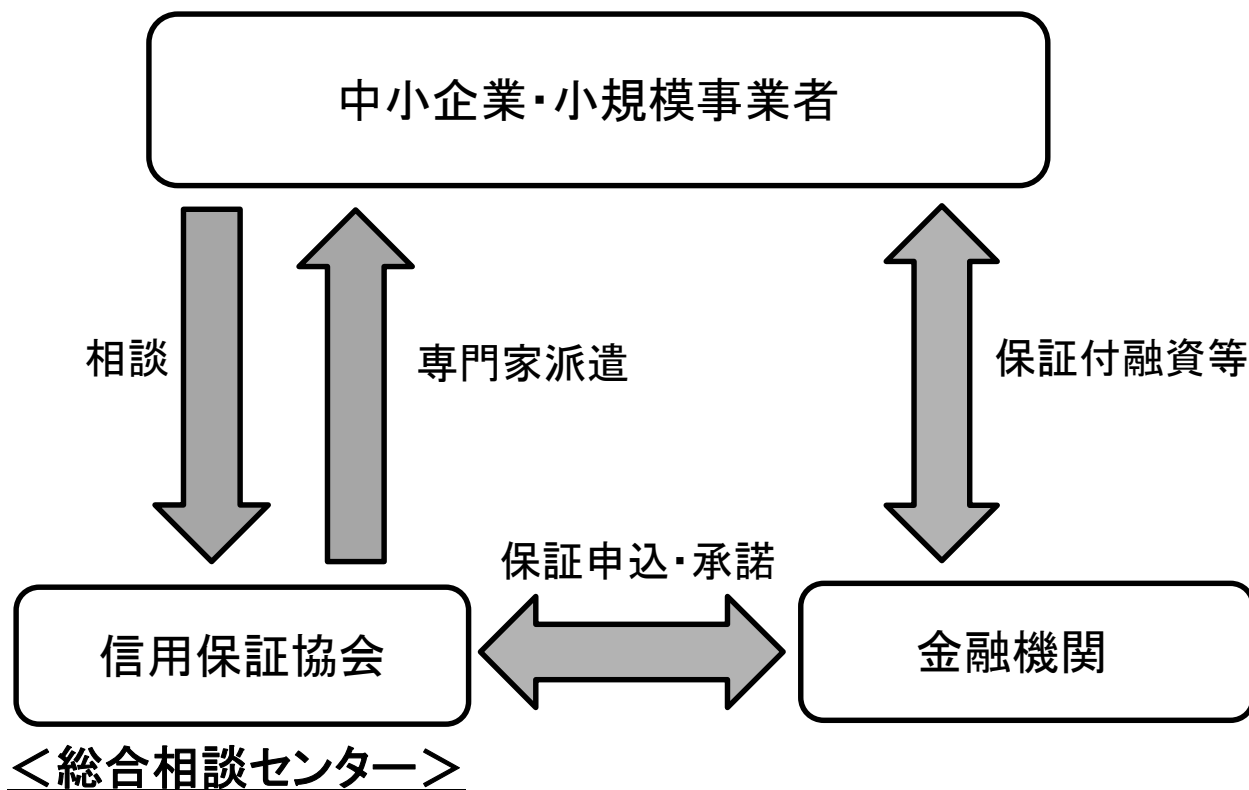 中小企業・小規模事業者
相談
専門家派遣
保証付融資等
保証申込・承諾
信用保証協会
金融機関
＜総合相談センター＞